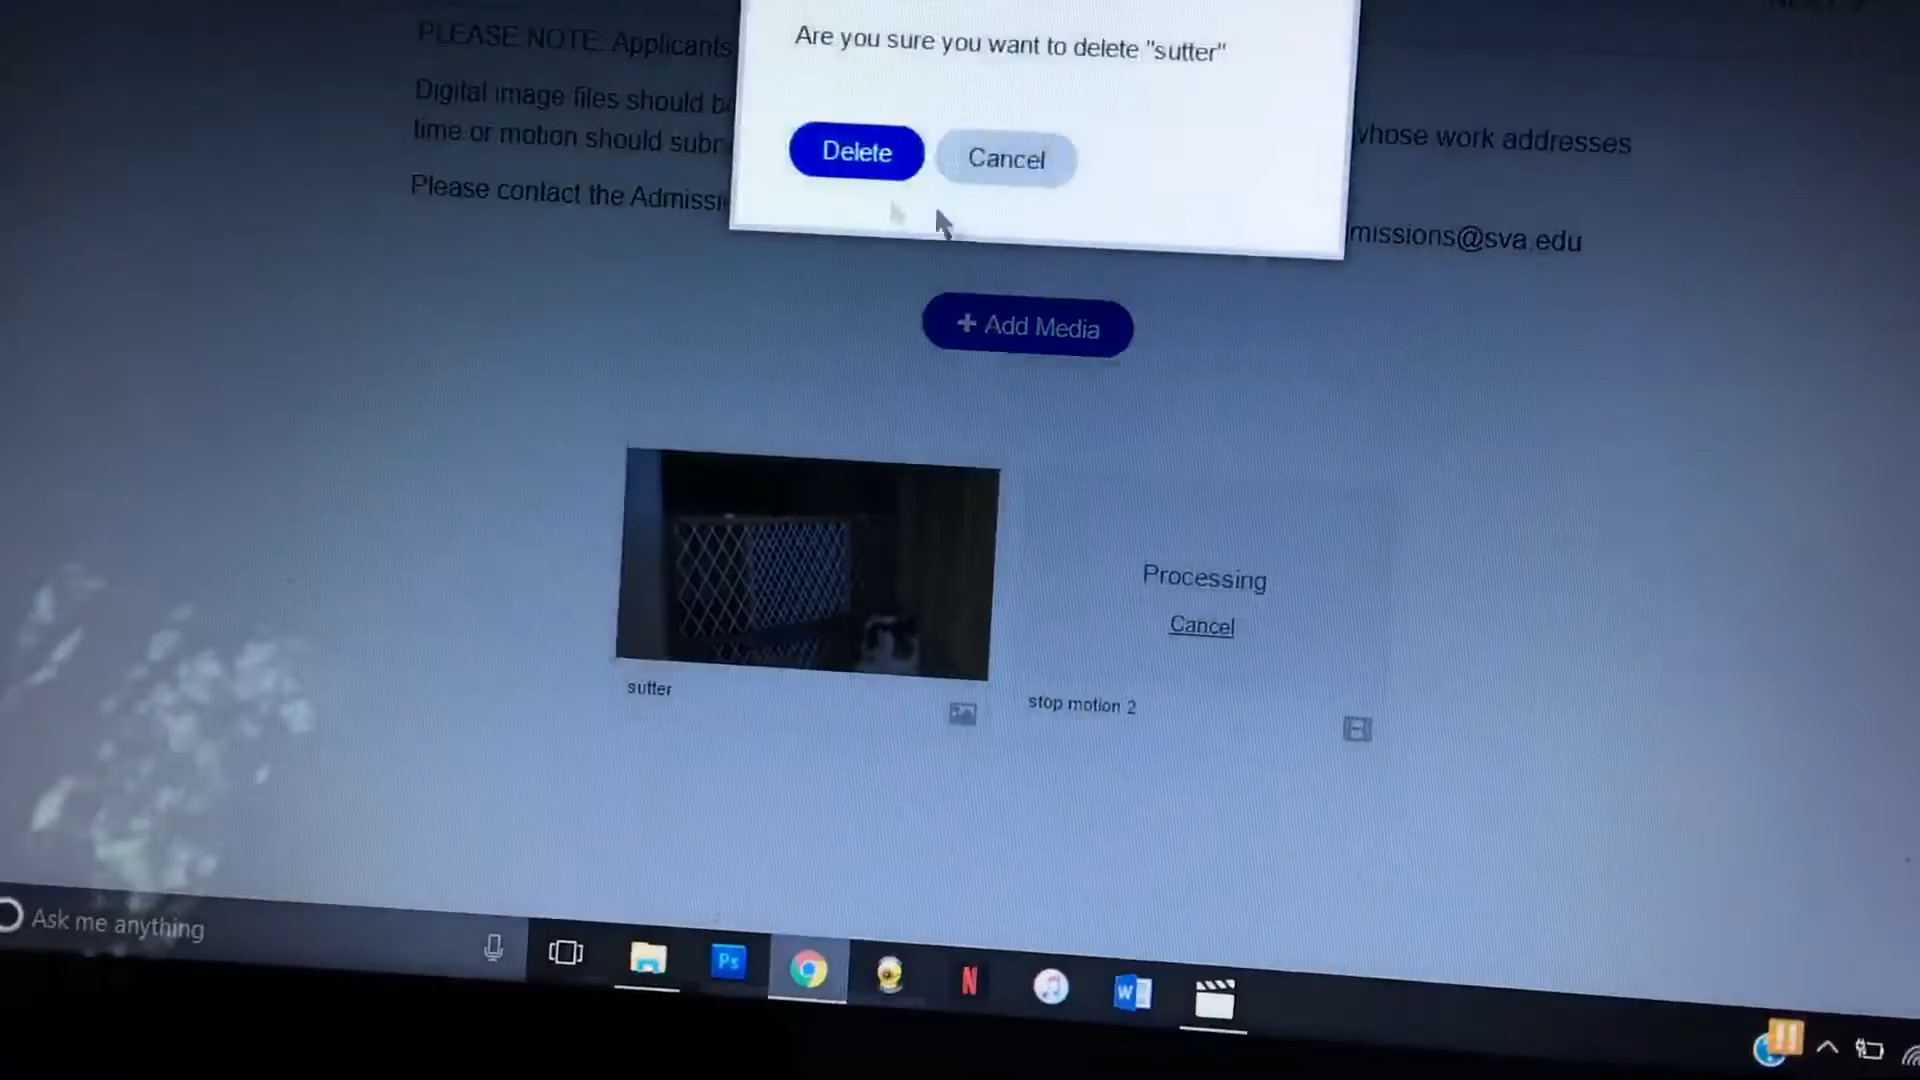 Are you sure you want to delete "sutter"
Delete
Cancel
PLEASE NOTE: Applicants
Digital image files should be
time or motion should
whose work addresses
Please contact the
missions@sva.edu
+ Add Media
Processing
Cancel
sutter
stop motion 2
Ask me anything
Ps
N
W